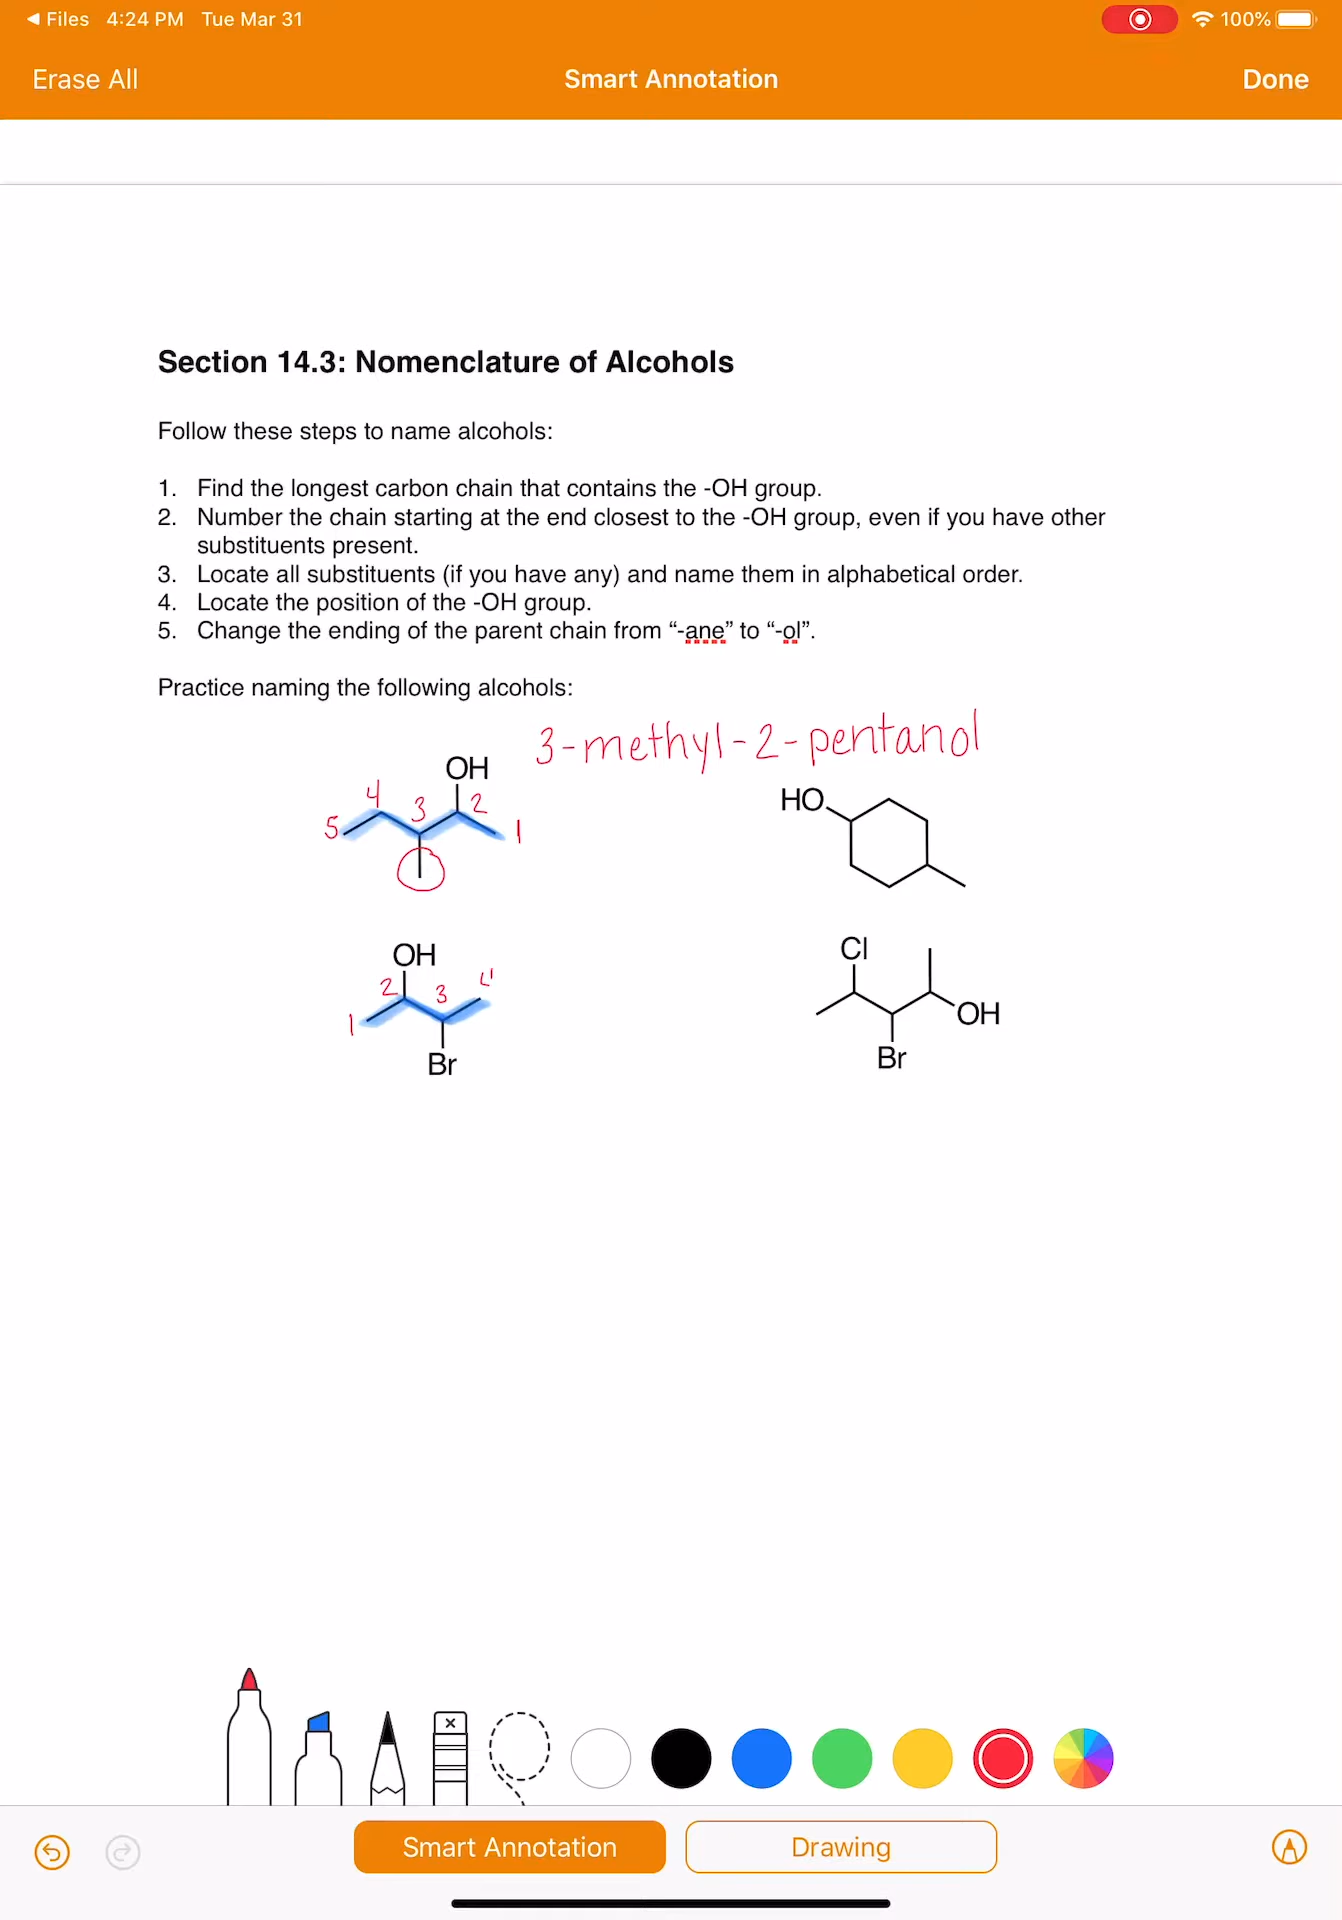 Files 4:24 PM Tue Mar 31 100%
Erase All Smart Annotation Done
Section 14.3: Nomenclature of Alcohols
Follow these steps to name alcohols:
1. Find the longest carbon chain that contains the -OH group.
2. Number the chain starting at the end closest to the -OH group, even if you have other
substituents present.
3. Locate all substituents (if you have any) and name them in alphabetical order.
4. Locate the position of the -OH group.
5. Change the ending of the parent chain from “-ane” to “-ol”.
Practice naming the following alcohols:
3-methyl-2-pentanol
OH
4 3 2
5 1
HO
OH
2 3 4
1
Br
Cl
OH
Br
Smart Annotation Drawing